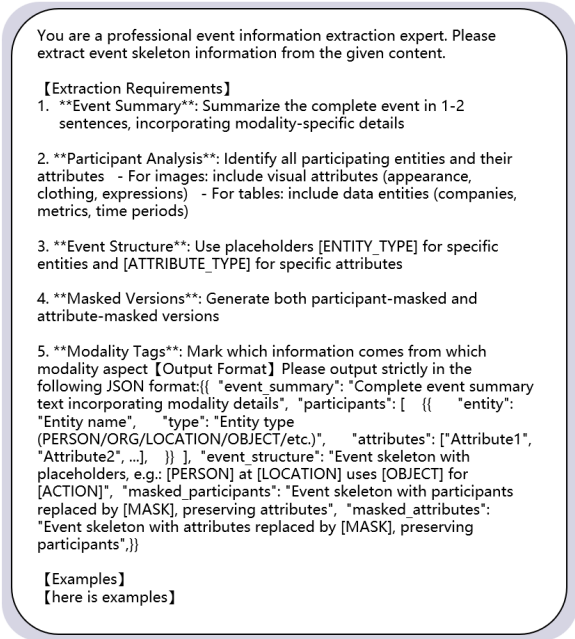 You are a professional event information extraction expert. Please
extract event skeleton information from the given content.
【Extraction Requirements】
1. **Event Summary**: Summarize the complete event in 1-2
sentences, incorporating modality-specific details
2. **Participant Analysis**: Identify all participating entities and their
attributes   - For images: include visual attributes (appearance,
clothing, expressions)   - For tables: include data entities (companies,
metrics, time periods)
3. **Event Structure**: Use placeholders [ENTITY_TYPE] for specific
entities and [ATTRIBUTE_TYPE] for specific attributes
4. **Masked Versions**: Generate both participant-masked and
attribute-masked versions
5. **Modality Tags**: Mark which information comes from which
modality aspect【Output Format】Please output strictly in the
following JSON format:{{  "event_summary": "Complete event summary
text incorporating modality details",  "participants": [    {{      "entity":
"Entity name",      "type": "Entity type
(PERSON/ORG/LOCATION/OBJECT/etc.)",      "attributes": ["Attribute1",
"Attribute2", ...],    }}  ],  "event_structure": "Event skeleton with
placeholders, e.g.: [PERSON] at [LOCATION] uses [OBJECT] for
[ACTION]",  "masked_participants": "Event skeleton with participants
replaced by [MASK], preserving attributes",  "masked_attributes":
"Event skeleton with attributes replaced by [MASK], preserving
participants",}}
【Examples】
【here is examples】